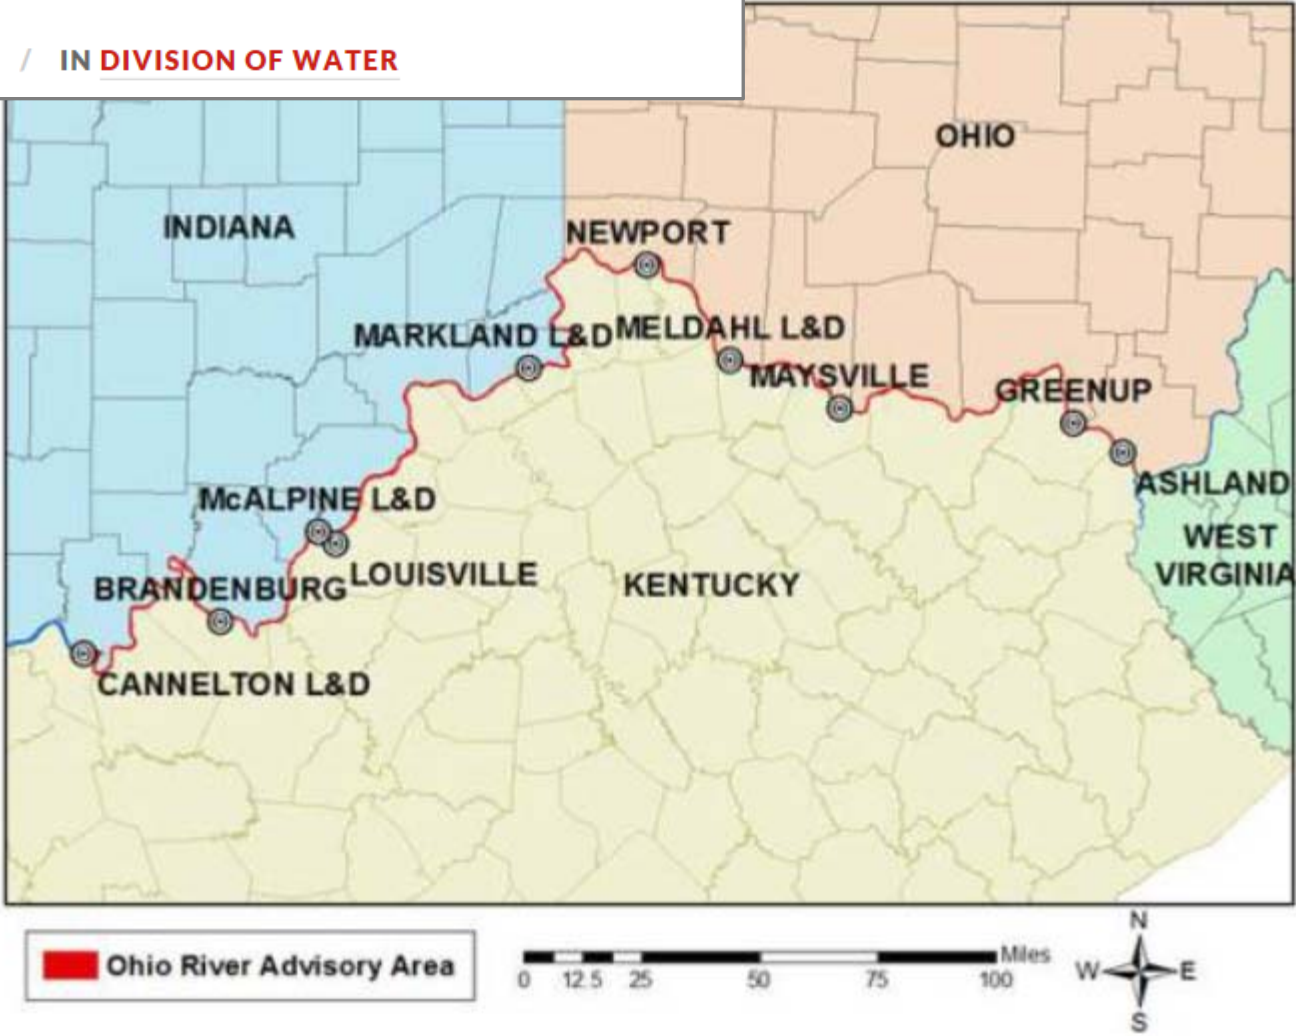 / IN DIVISION OF WATER
OHIO
INDIANA
NEWPORT
MARKLAND L&D
MELDAHL L&D
MAYSVILLE
GREENUP
ASHLAND
McALPINE L&D
WEST
VIRGINIA
LOUISVILLE
BRANDENBURG
KENTUCKY
CANNELTON L&D
Ohio River Advisory Area
Miles
0 12.5 25 50 75 100
N
W E
S